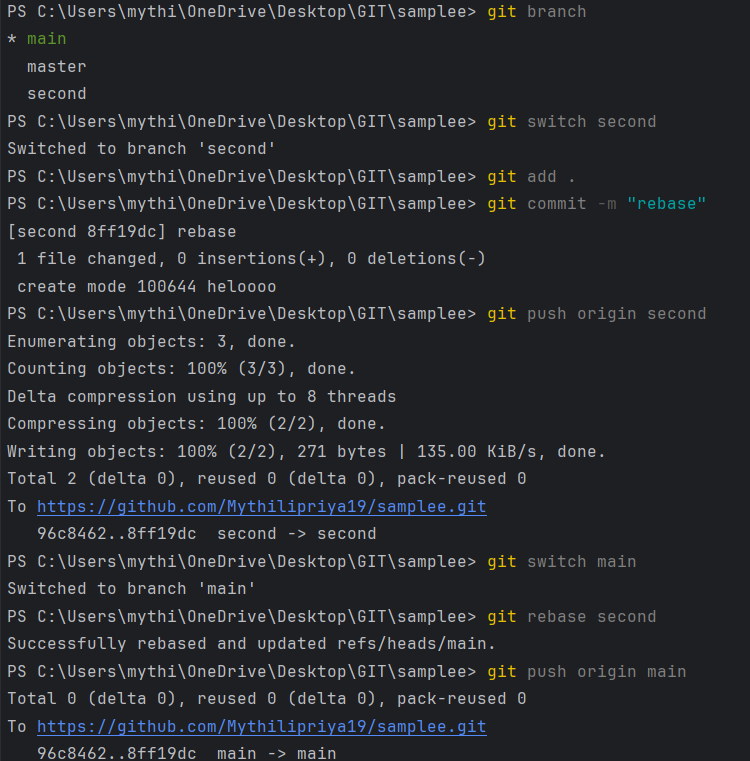 PS C:\Users\mythi\OneDrive\Desktop\GIT\samplee> git branch
* main
  master
  second
PS C:\Users\mythi\OneDrive\Desktop\GIT\samplee> git switch second
Switched to branch 'second'
PS C:\Users\mythi\OneDrive\Desktop\GIT\samplee> git add .
PS C:\Users\mythi\OneDrive\Desktop\GIT\samplee> git commit -m "rebase"
[second 8ff19dc] rebase
 1 file changed, 0 insertions(+), 0 deletions(-)
 create mode 100644 heloooo
PS C:\Users\mythi\OneDrive\Desktop\GIT\samplee> git push origin second
Enumerating objects: 3, done.
Counting objects: 100% (3/3), done.
Delta compression using up to 8 threads
Compressing objects: 100% (2/2), done.
Writing objects: 100% (2/2), 271 bytes | 135.00 KiB/s, done.
Total 2 (delta 0), reused 0 (delta 0), pack-reused 0
To https://github.com/Mythilipriya19/samplee.git
   96c8462..8ff19dc  second -> second
PS C:\Users\mythi\OneDrive\Desktop\GIT\samplee> git switch main
Switched to branch 'main'
PS C:\Users\mythi\OneDrive\Desktop\GIT\samplee> git rebase second
Successfully rebased and updated refs/heads/main.
PS C:\Users\mythi\OneDrive\Desktop\GIT\samplee> git push origin main
Total 0 (delta 0), reused 0 (delta 0), pack-reused 0
To https://github.com/Mythilipriya19/samplee.git
   96c8462..8ff19dc  main -> main